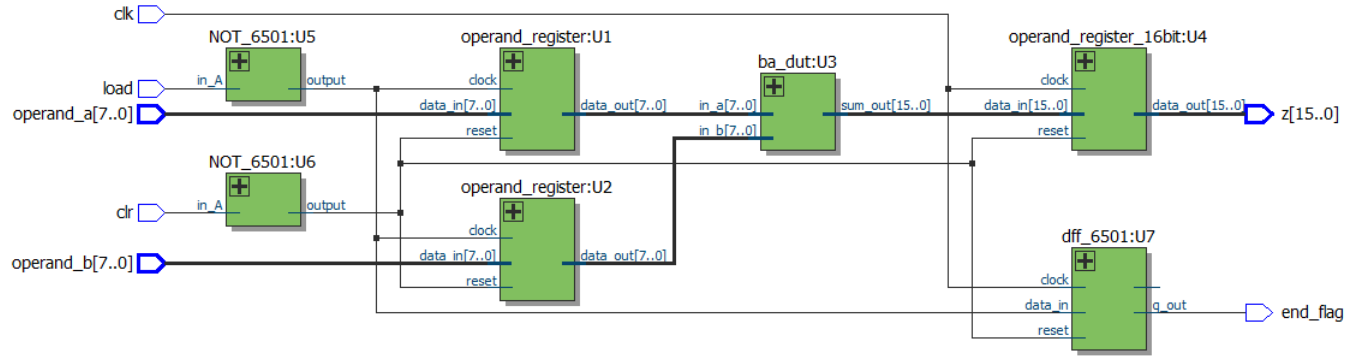 clk
NOT_6501:U5
operand_register:U1
operand_register_16bit:U4
ba_dut:U3
load
in_A
output
clock
clock
operand_a[7..0]
data_in[7..0]
data_out[7..0]
in_a[7..0]
sum_out[15..0]
data_in[15..0]
data_out[15..0]
z[15..0]
reset
in_b[7..0]
reset
NOT_6501:U6
operand_register:U2
clr
in_A
output
clock
dff_6501:U7
operand_b[7..0]
data_in[7..0]
data_out[7..0]
reset
clock
data_in
q_out
end_flag
reset